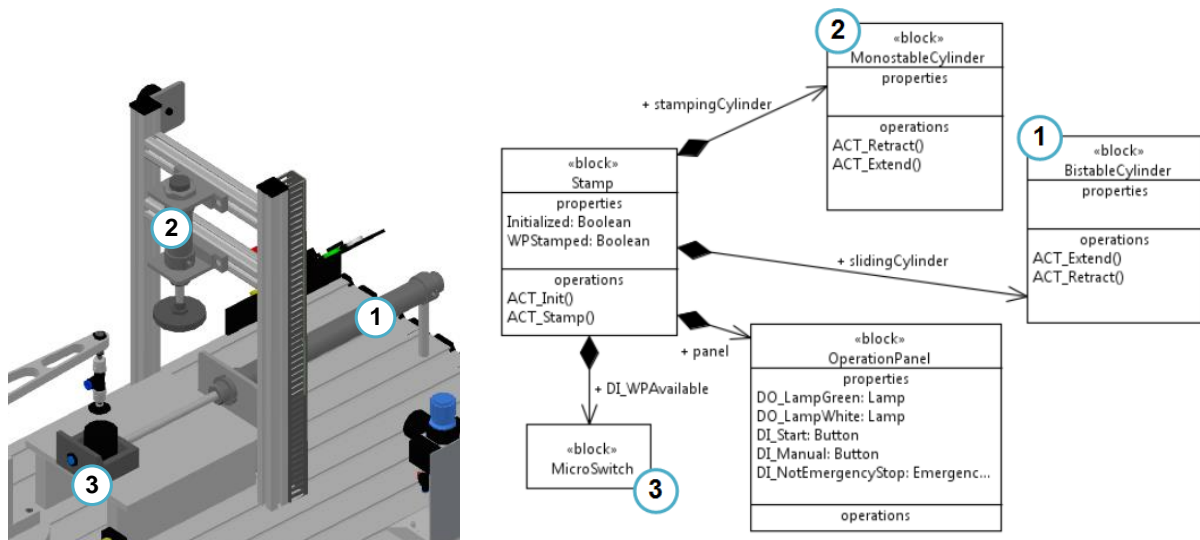 2
1
3
2
«block»
MonostableCylinder
properties
operations
ACT_Retract()
ACT_Extend()
+ stampingCylinder
1
«block»
BistableCylinder
properties
operations
ACT_Extend()
ACT_Retract()
«block»
Stamp
properties
Initialized: Boolean
WPStamped: Boolean
operations
ACT_Init()
ACT_Stamp()
+ slidingCylinder
+ panel
«block»
OperationPanel
properties
DO_LampGreen: Lamp
DO_LampWhite: Lamp
DI_Start: Button
DI_Manual: Button
DI_NotEmergencyStop: Emergenc...
operations
+ DI_WPAvailable
«block»
MicroSwitch
3